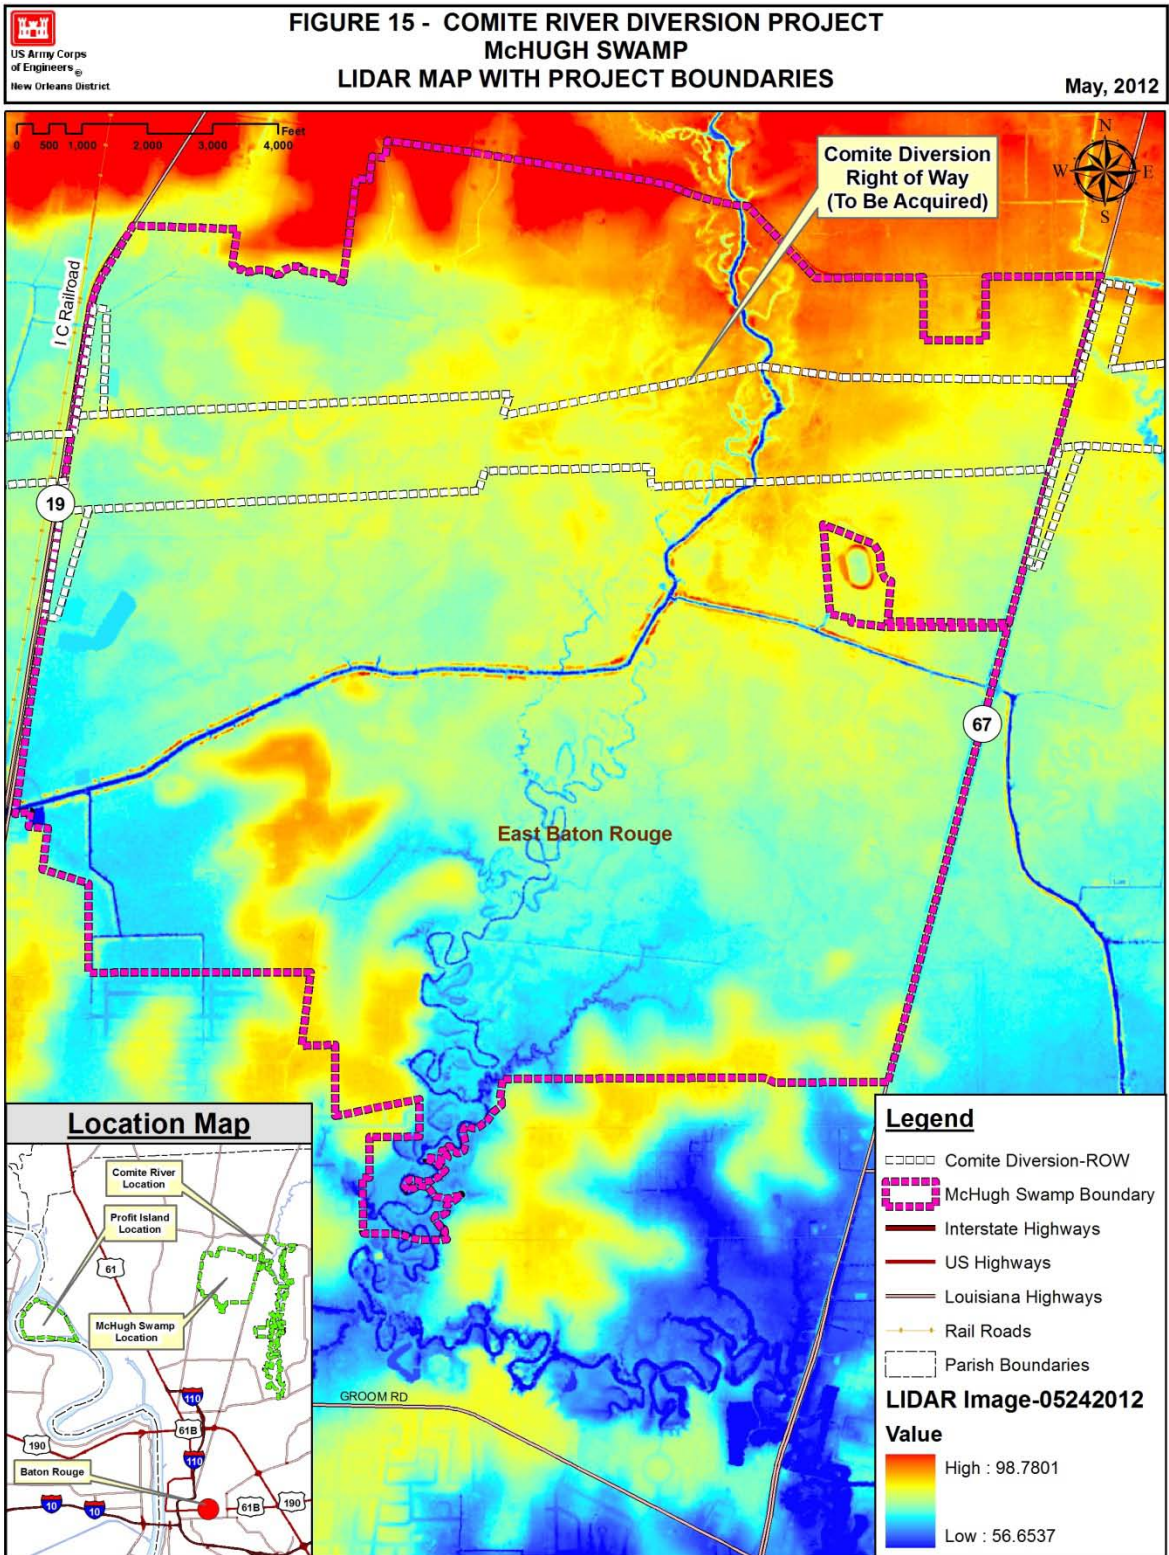 FIGURE 15 - COMITE RIVER DIVERSION PROJECT
McHUGH SWAMP
LIDAR MAP WITH PROJECT BOUNDARIES
US Army Corps
of Engineers ®
New Orleans District
May, 2012
Feet
0 500 1,000 2,000 3,000 4,000
Comite Diversion
Right of Way
(To Be Acquired)
N
W E
S
I C Railroad
19
67
East Baton Rouge
GROOM RD
Location Map
Comite River
Location
Profit Island
Location
61
McHugh Swamp
Location
110
61B
190
110
Baton Rouge
10
10
61B
190
Legend
Comite Diversion-ROW
McHugh Swamp Boundary
Interstate Highways
US Highways
Louisiana Highways
Rail Roads
Parish Boundaries
LIDAR Image-05242012
Value
High : 98.7801
Low : 56.6537